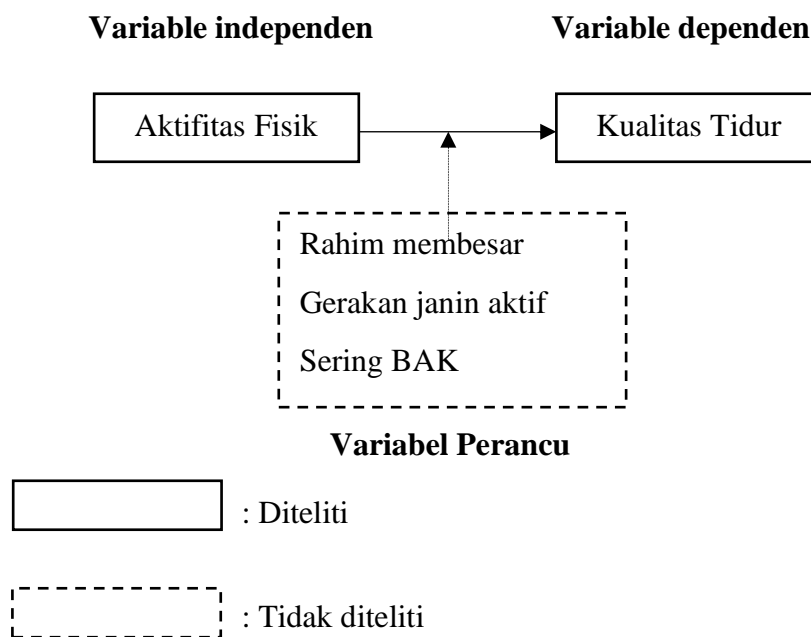 Variable independen Variable dependen
Aktifitas Fisik Kualitas Tidur
Rahim membesar
Gerakan janin aktif
Sering BAK
Variabel Perancu
: Diteliti
: Tidak diteliti